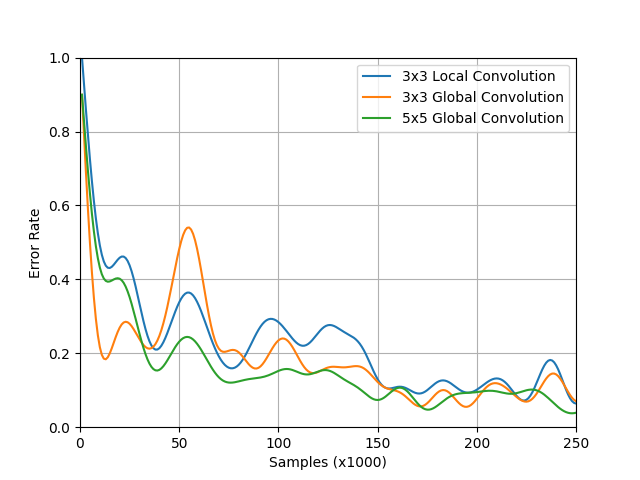 1.0
0.8
0.6
0.4
0.2
0.0
Error Rate
3x3 Local Convolution
3x3 Global Convolution
5x5 Global Convolution
0
50
100
150
200
250
Samples (x1000)